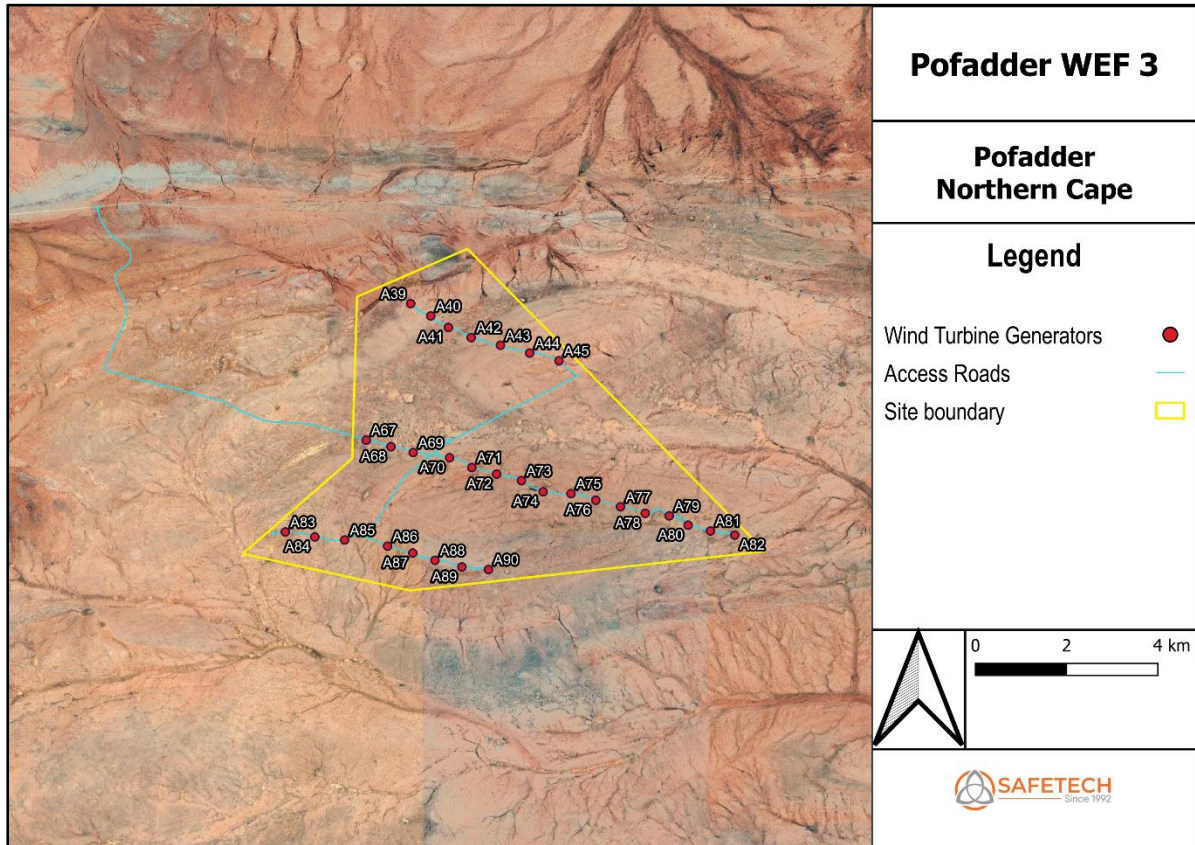 Pofadder WEF 3
Pofadder
Northern Cape
Legend
Wind Turbine Generators
Access Roads
Site boundary
0 2 4 km
SAFETECH
Since 1992
A39
A40
A41
A42
A43
A44
A45
A67
A68
A69
A70
A71
A72
A73
A74
A75
A76
A77
A78
A79
A80
A81
A82
A83
A84
A85
A86
A87
A88
A89
A90